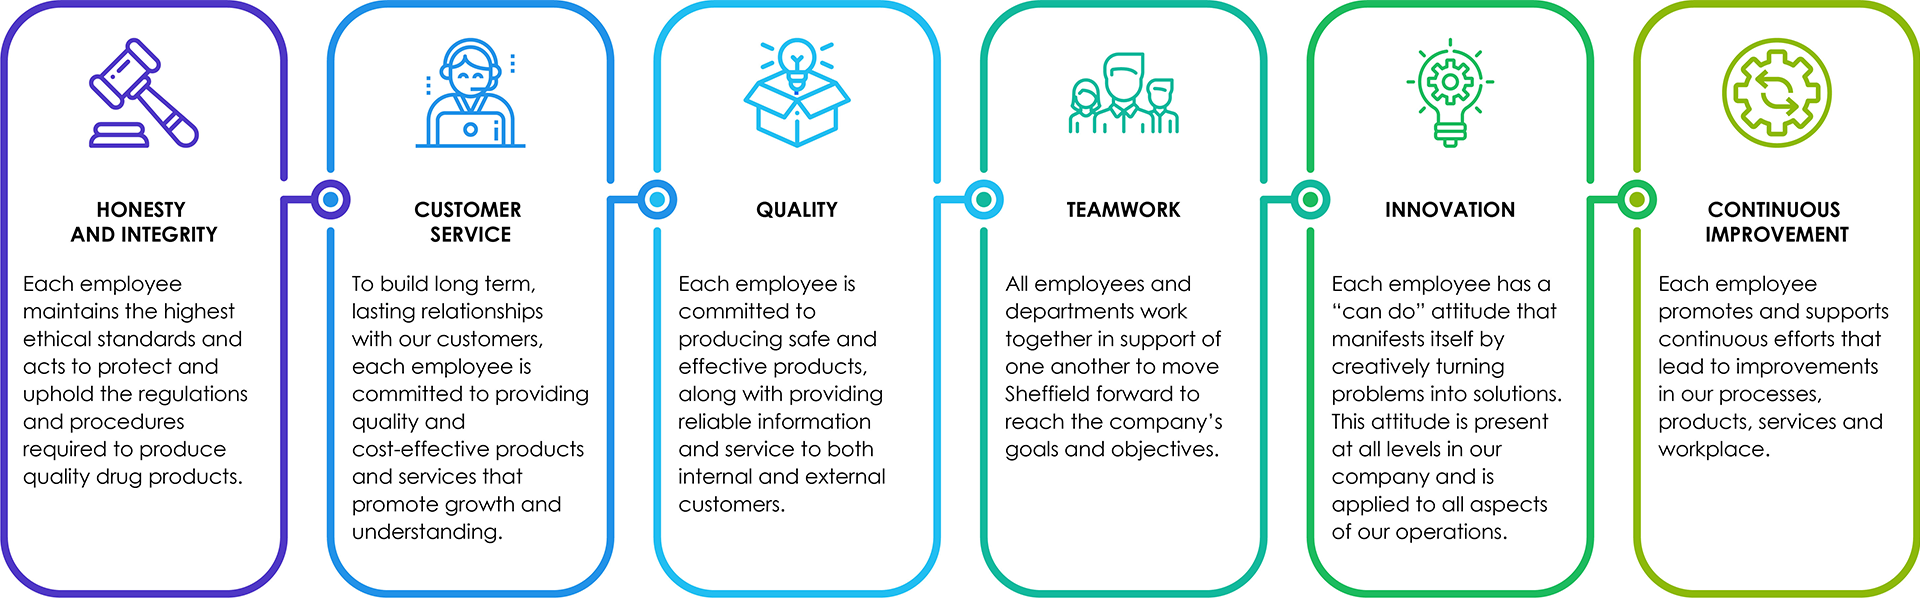 HONESTY
AND INTEGRITY
Each employee
maintains the highest
ethical standards and
acts to protect and
uphold the regulations
and procedures
required to produce
quality drug products.
CUSTOMER
SERVICE
To build long term,
lasting relationships
with our customers,
each employee is
committed to providing
quality and
cost-effective products
and services that
promote growth and
understanding.
QUALITY
Each employee is
committed to
producing safe and
effective products,
along with providing
reliable information
and service to both
internal and external
customers.
TEAMWORK
All employees and
departments work
together in support of
one another to move
Sheffield forward to
reach the company’s
goals and objectives.
INNOVATION
Each employee has a
“can do” attitude that
manifests itself by
creatively turning
problems into solutions.
This attitude is present
at all levels in our
company and is
applied to all aspects
of our operations.
CONTINUOUS
IMPROVEMENT
Each employee
promotes and supports
continuous efforts that
lead to improvements
in our processes,
products, services and
workplace.